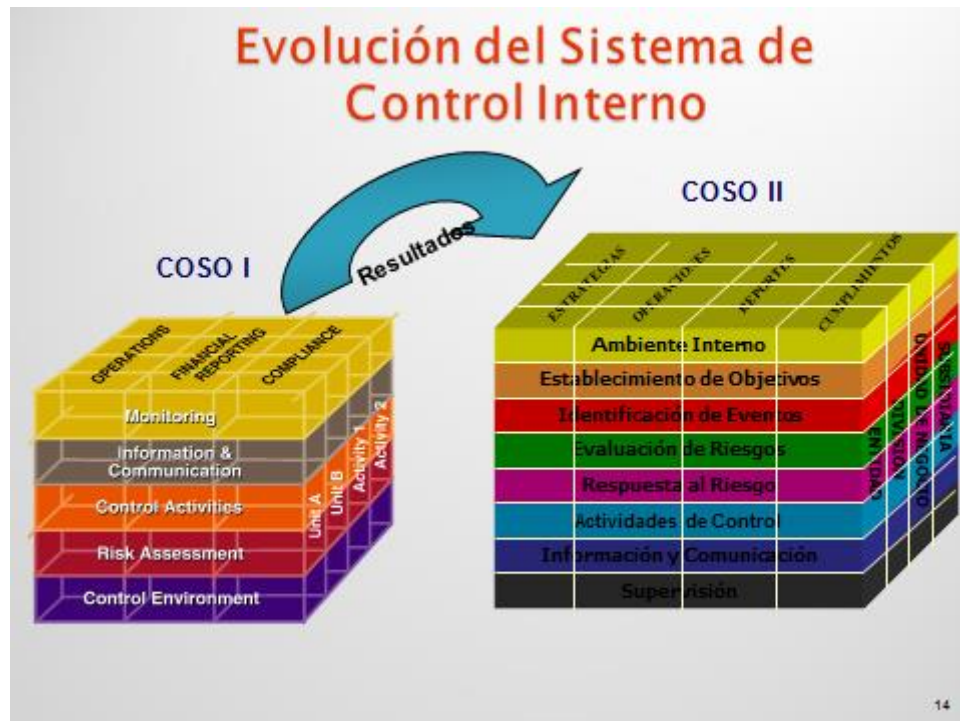 Evolución del Sistema de
Control Interno
COSO I
Resultados
COSO II
OPERATIONS
FINANCIAL
REPORTING
COMPLIANCE
Monitoring
Information &
Communication
Control Activities
Risk Assessment
Control Environment
Unit A
Unit B
Activity 1
Activity 2
ESTRATEGIAS
OPERACIONES
REPORTES
CUMPLIMIENTOS
Ambiente Interno
Establecimiento de Objetivos
Identificación de Eventos
Evaluación de Riesgos
Respuesta al Riesgo
Actividades de Control
Información y Comunicación
Supervisión
ENTIDAD
DIVISIÓN
UNIDAD DE NEGOCIO
SUBSIDIARIA
14